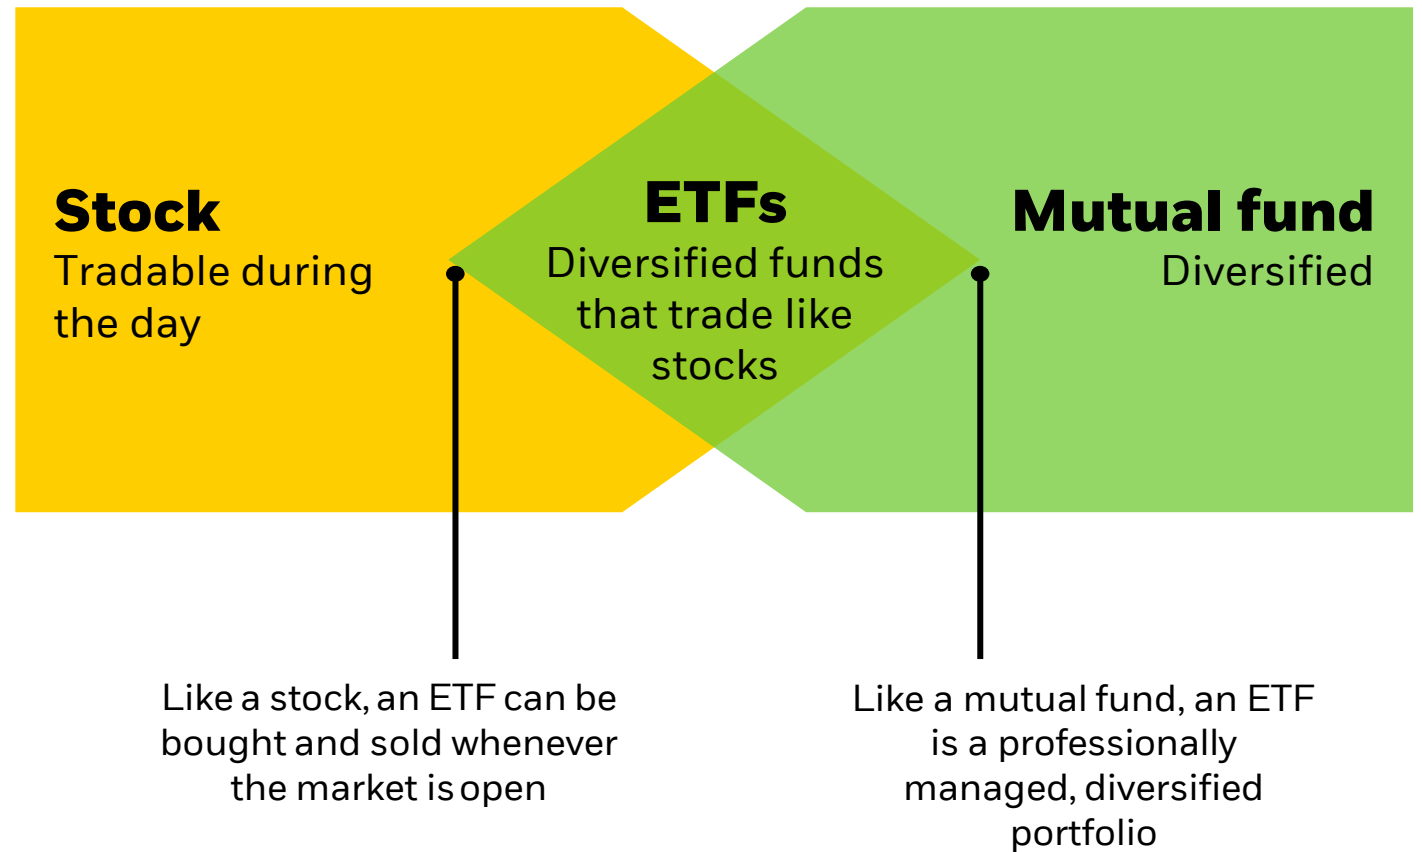 Stock
Tradable during
the day
ETFs
Diversified funds
that trade like
stocks
Mutual fund
Diversified
Like a stock, an ETF can be
bought and sold whenever
the market is open
Like a mutual fund, an ETF
is a professionally
managed, diversified
portfolio